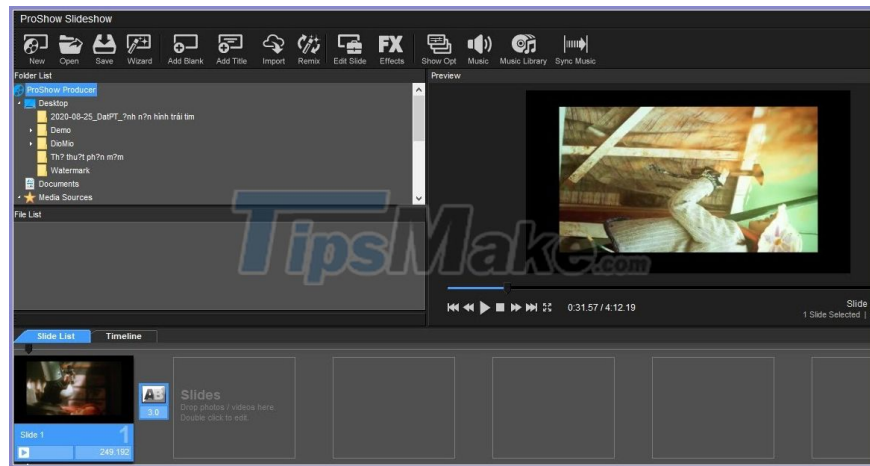 ProShow Slideshow
New Open Save Wizard Add Blank Add Title Import Remix Edit Slide Effects Show Opt Music Music Library Sync Music
FX
Folder List
Preview
ProShow Producer
Desktop
2020-08-25_DatPT_?nh n?n hình trái tim
Demo
DioMio
Th? thu?t ph?n m?m
Watermark
Documents
Media Sources
File List
TipsMake.com
0:31.57 / 4:12.19
Slide
1 Slide Selected |
Slide List Timeline
AB
3.0
Slides
Drop photos / videos here.
Double click to edit.
Slide 1
1
249.192